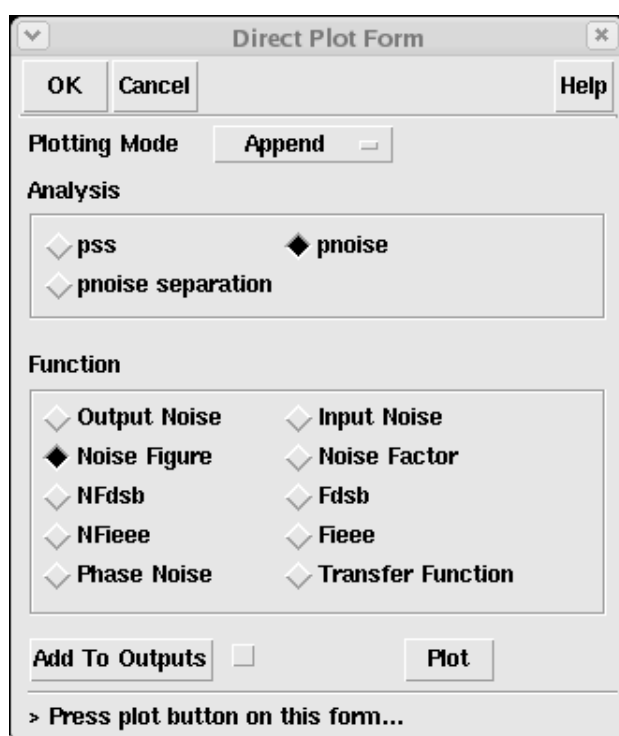 Direct Plot Form
OK Cancel Help
Plotting Mode Append
Analysis
pss pnoise
pnoise separation
Function
Output Noise Input Noise
Noise Figure Noise Factor
NFdsb Fdsb
NFieee Fieee
Phase Noise Transfer Function
Add To Outputs Plot
> Press plot button on this form...